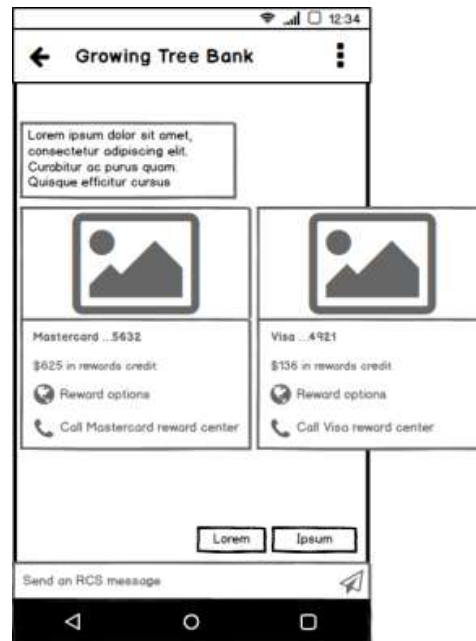 12:34
Growing Tree Bank
Lorem ipsum dolor sit amet,
consectetur adipiscing elit.
Curabitur ac purus quam.
Quisque efficitur cursus
Mastercard ...5632
$625 in rewards credit
Reward options
Call Mastercard reward center
Visa ...4921
$136 in rewards credit
Reward options
Call Visa reward center
Lorem
Ipsum
Send an RCS message